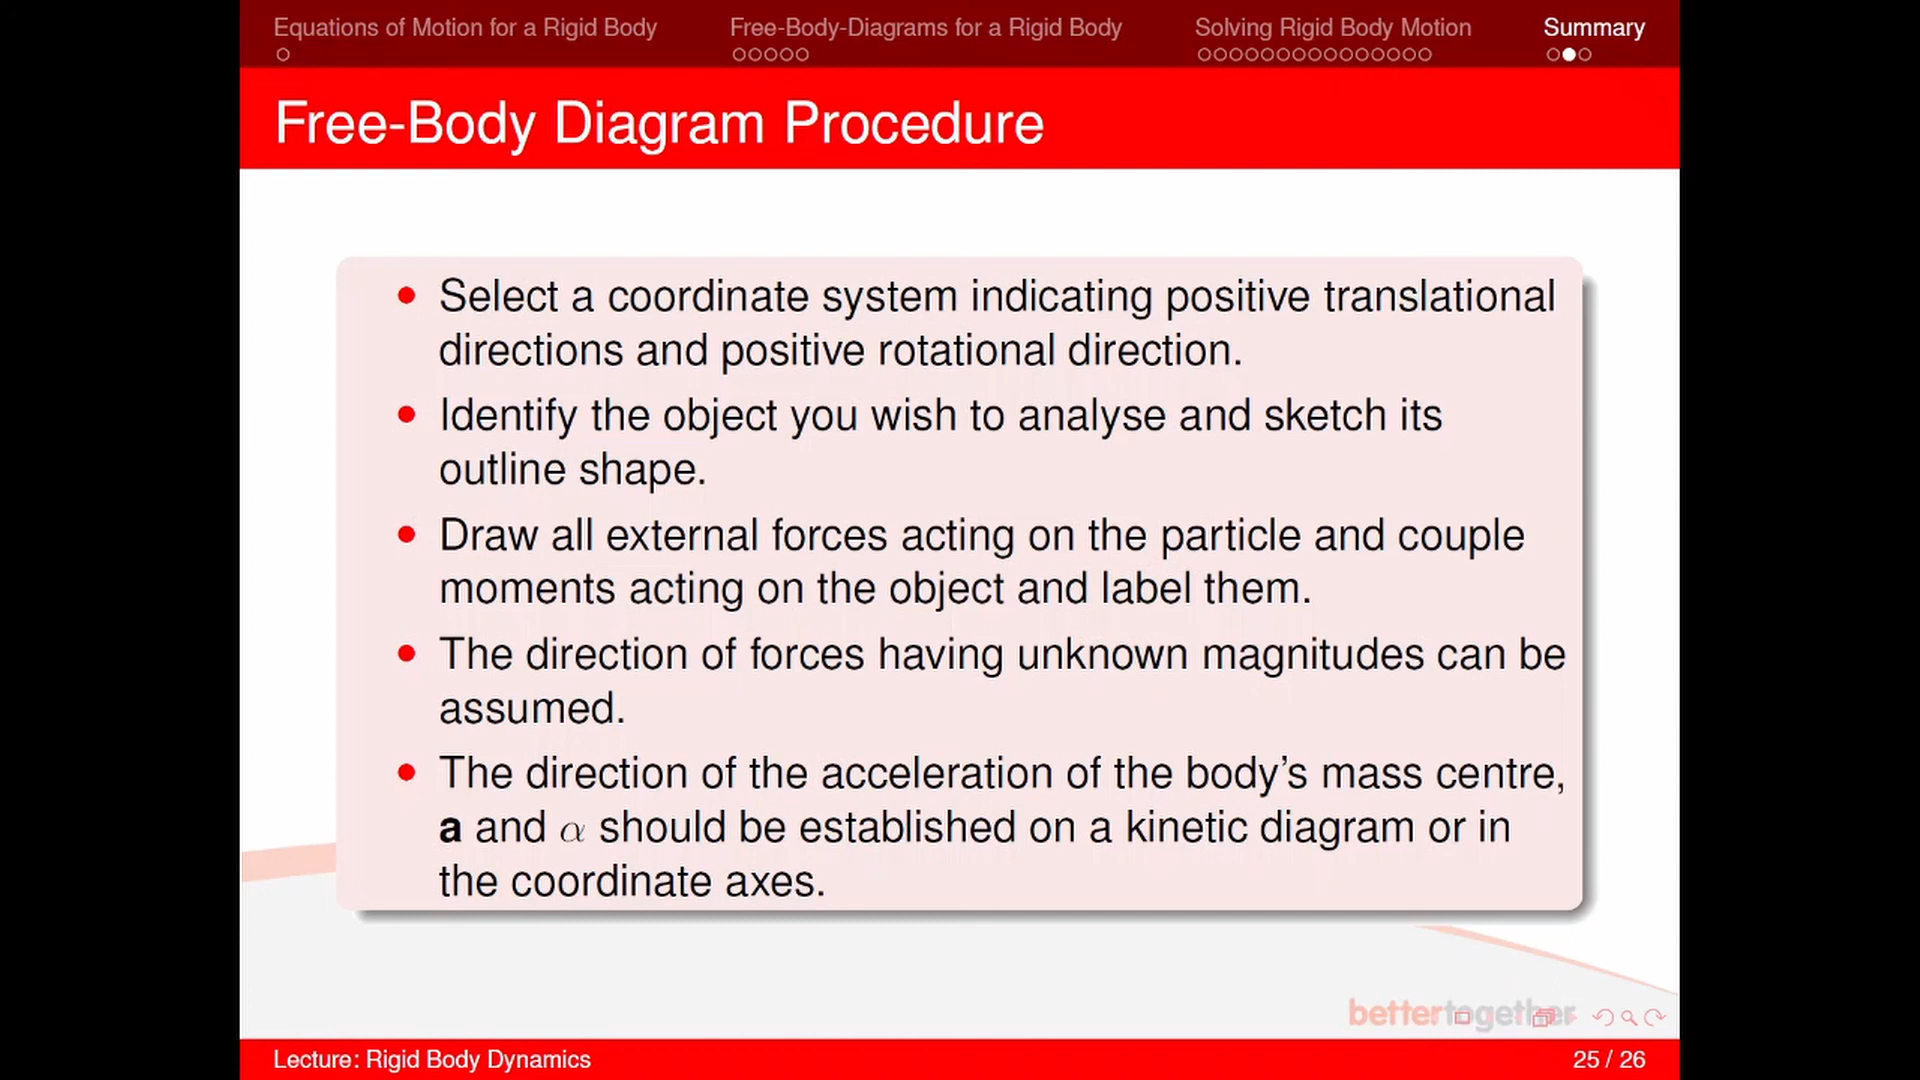 Equations of Motion for a Rigid Body
Free-Body-Diagrams for a Rigid Body
Solving Rigid Body Motion
Summary
Free-Body Diagram Procedure
Select a coordinate system indicating positive translational
directions and positive rotational direction.
Identify the object you wish to analyse and sketch its
outline shape.
Draw all external forces acting on the particle and couple
moments acting on the object and label them.
The direction of forces having unknown magnitudes can be
assumed.
The direction of the acceleration of the body's mass centre,
a and α should be established on a kinetic diagram or in
the coordinate axes.
bettertogether
Lecture: Rigid Body Dynamics
25 / 26